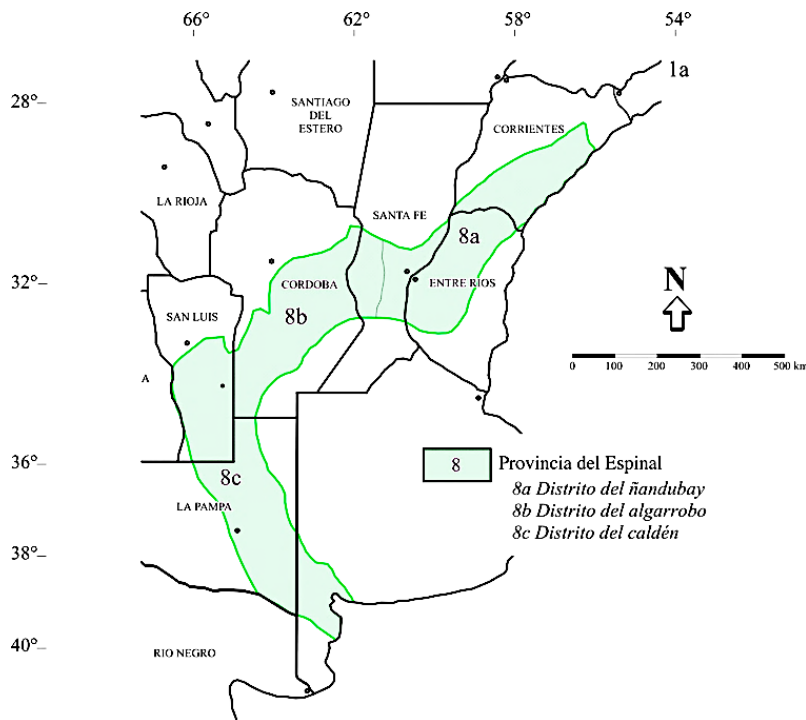 66° 62° 58° 54°
1a
28°
SANTIAGO
DEL
ESTERO
CORRIENTES
LA RIOJA
SANTA FE
8a
32°
CORDOBA
ENTRE RÍOS
N
SAN LUIS
8b
0 100 200 300 400 500 km
A
36°
8 Provincia del Espinal
8c
8a Distrito del ñandubay
LA PAMPA
8b Distrito del algarrobo
8c Distrito del caldén
38°
40°
RIO NEGRO